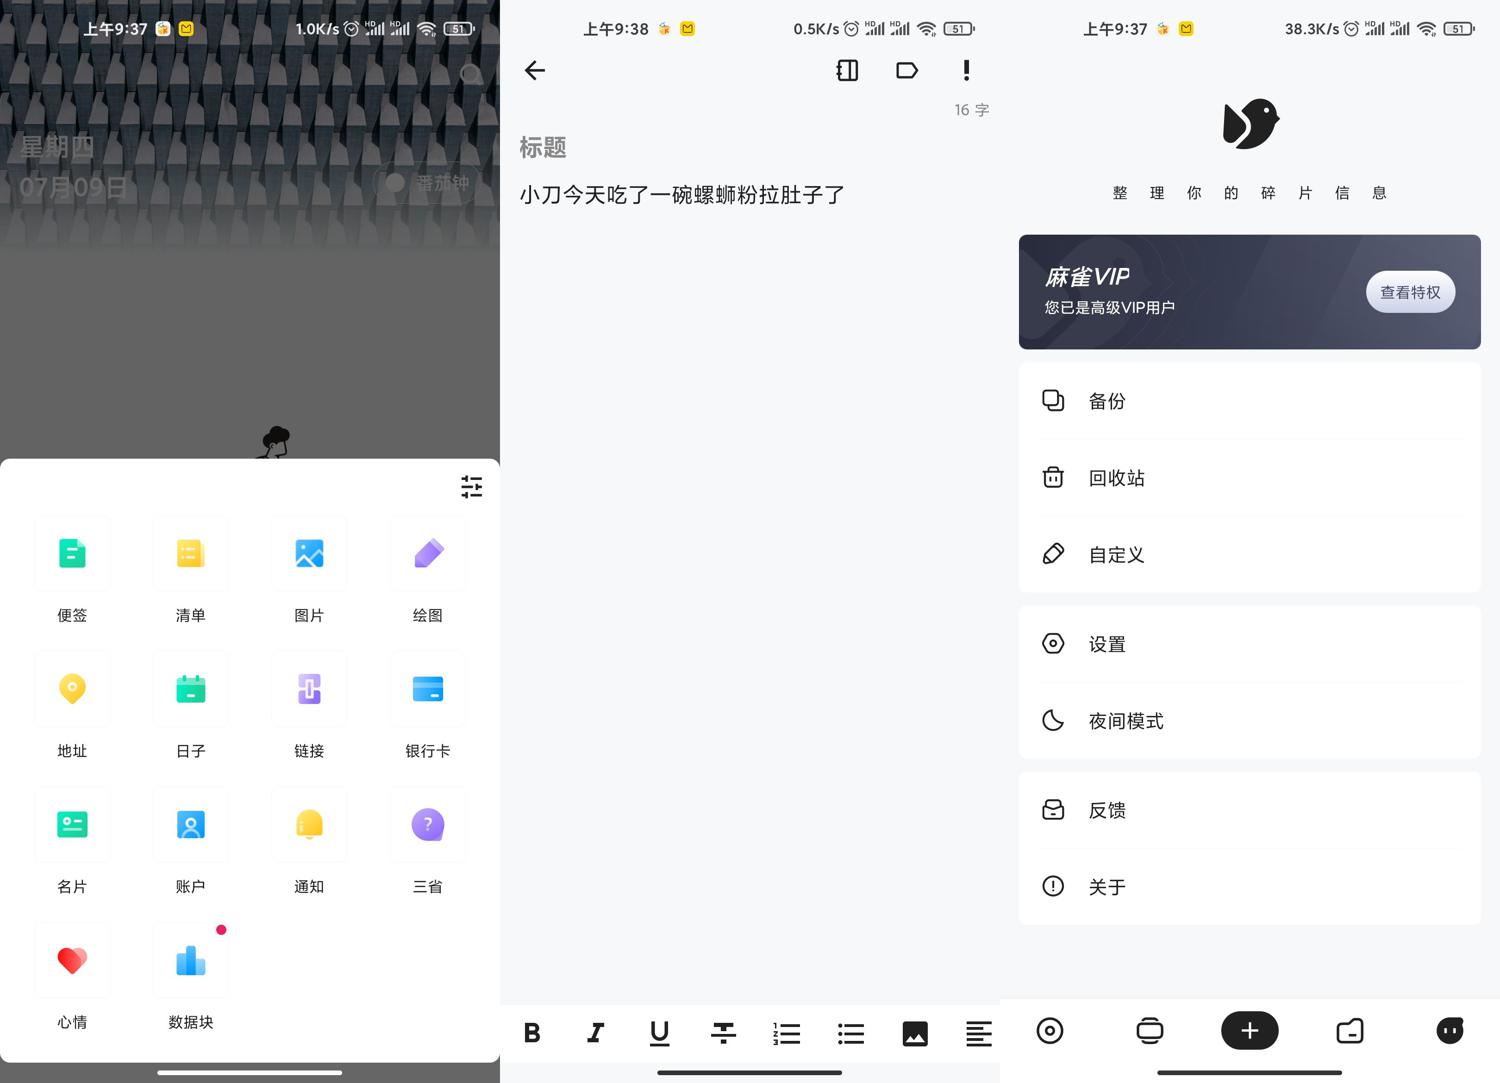 上午9:37
1.0K/s
HD
HD
51
星期四
07月09日
番茄钟
便签
清单
图片
绘图
地址
日子
链接
银行卡
名片
账户
通知
三省
心情
数据块
上午9:38
0.5K/s
HD
HD
51
16 字
标题
小刀今天吃了一碗螺蛳粉拉肚子了
上午9:37
38.3K/s
HD
HD
51
整理你的碎片信息
麻雀VIP
您已是高级VIP用户
查看特权
备份
回收站
自定义
设置
夜间模式
反馈
关于